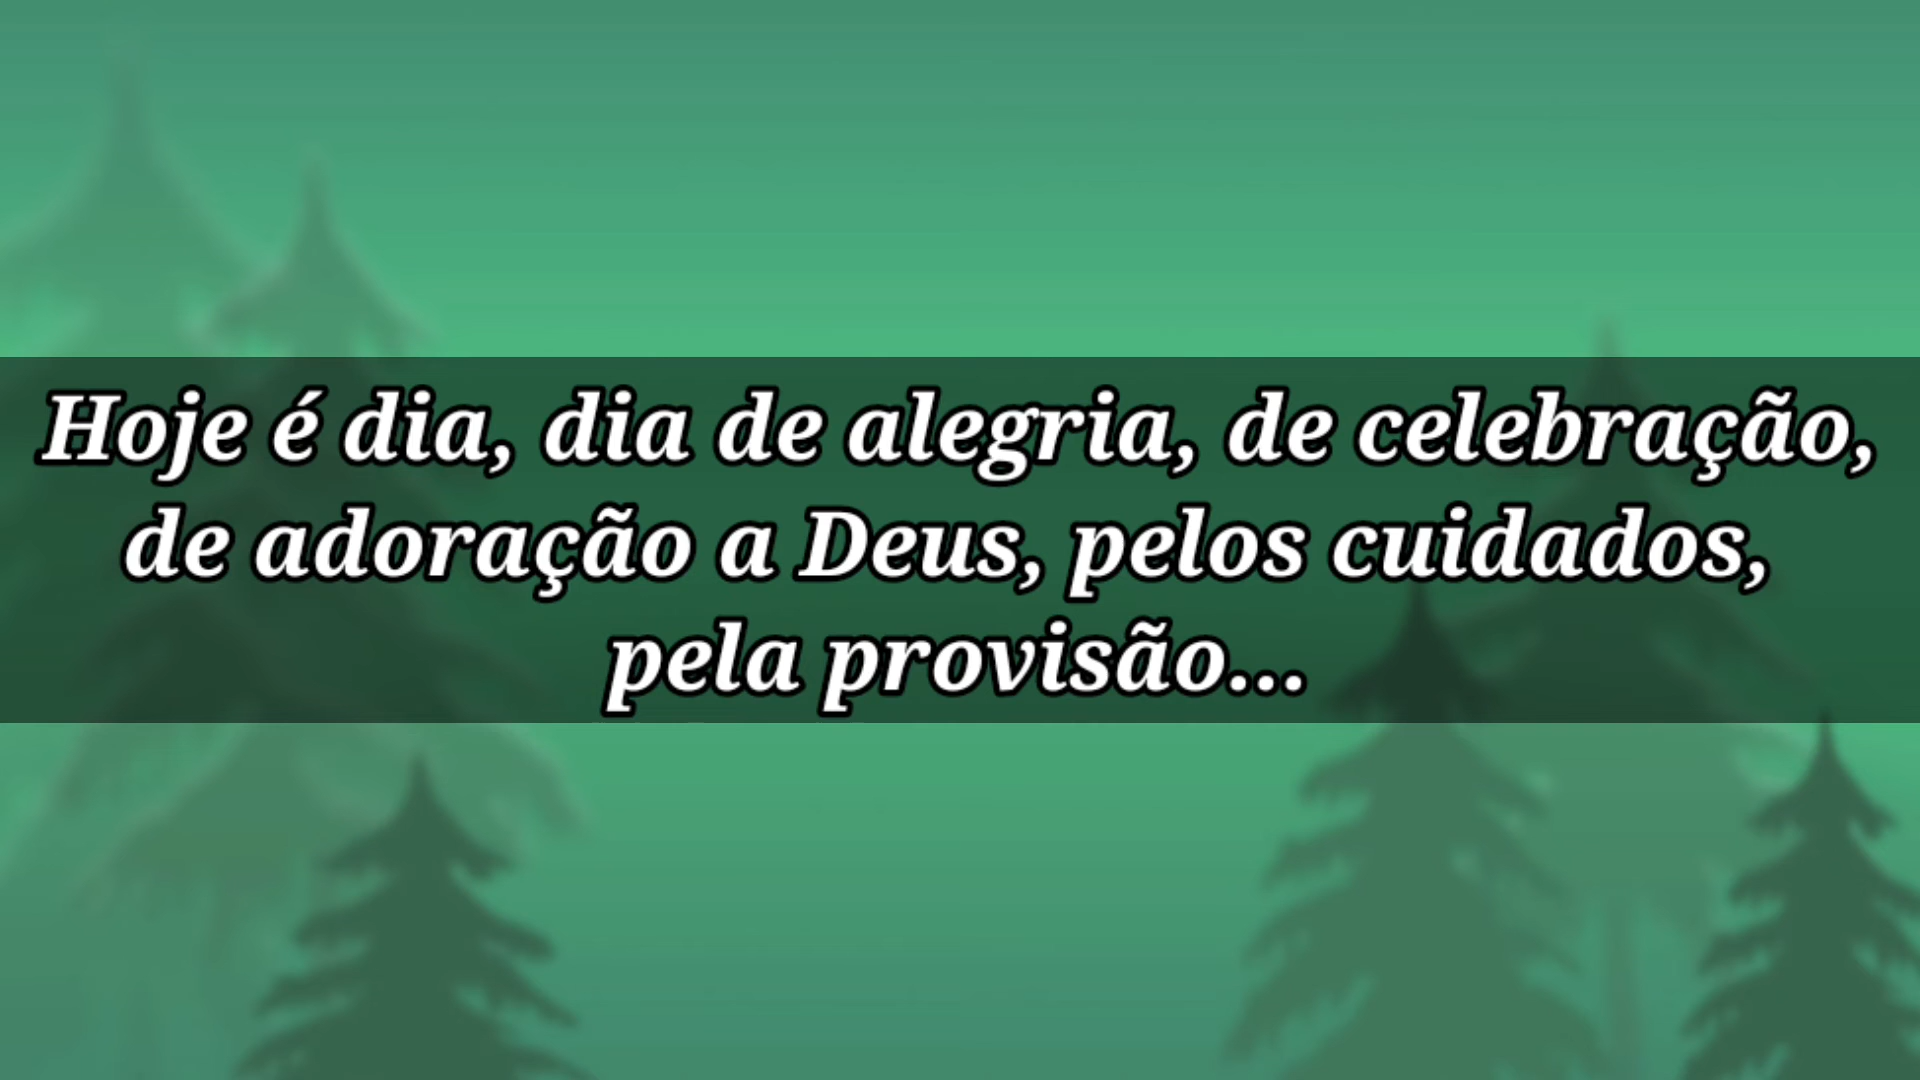 Hoje é dia, dia de alegria, de celebração,
de adoração a Deus, pelos cuidados,
pela provisão...